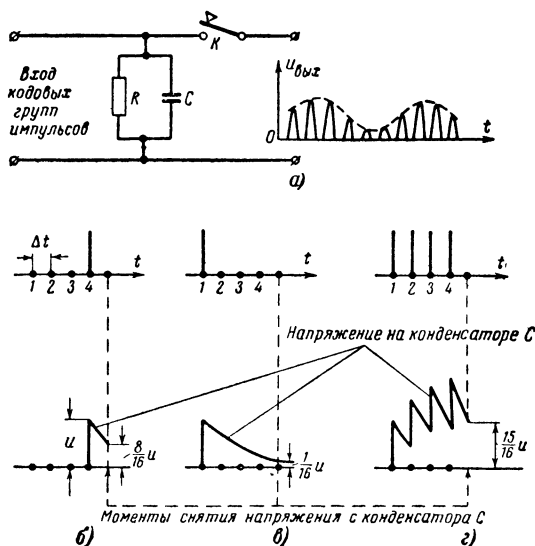 K
Вход
кодовых
групп
импульсов
R
C
Uвых
0
t
а)
Δt
t
1 2 3 4
t
1 2 3 4
t
1 2 3 4
Напряжение на конденсаторе С
u
8/16 u
1/16 u
15/16 u
Моменты снятия напряжения с конденсатора С
б)
в)
г)